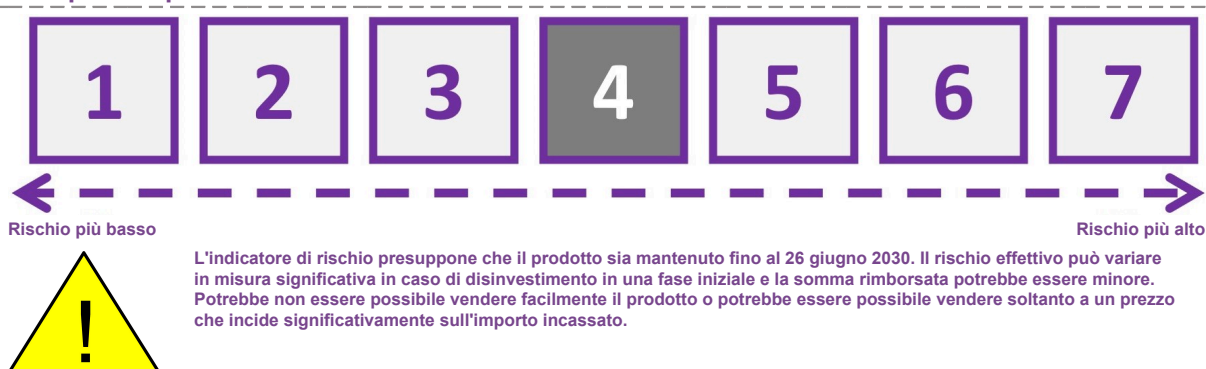 1 2 3 4 5 6 7
Rischio più basso Rischio più alto
L'indicatore di rischio presuppone che il prodotto sia mantenuto fino al 26 giugno 2030. Il rischio effettivo può variare
in misura significativa in caso di disinvestimento in una fase iniziale e la somma rimborsata potrebbe essere minore.
Potrebbe non essere possibile vendere facilmente il prodotto o potrebbe essere possibile vendere soltanto a un prezzo
che incide significativamente sull'importo incassato.
!